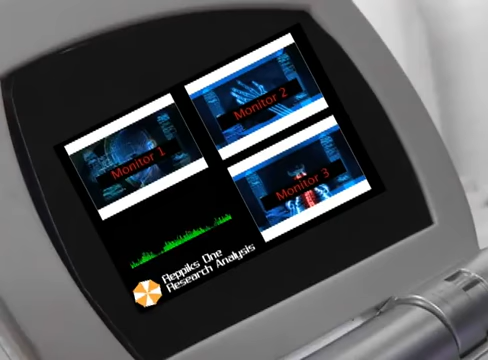 Monitor 1
Monitor 2
Monitor 3
Reppiks One
Research Analysis